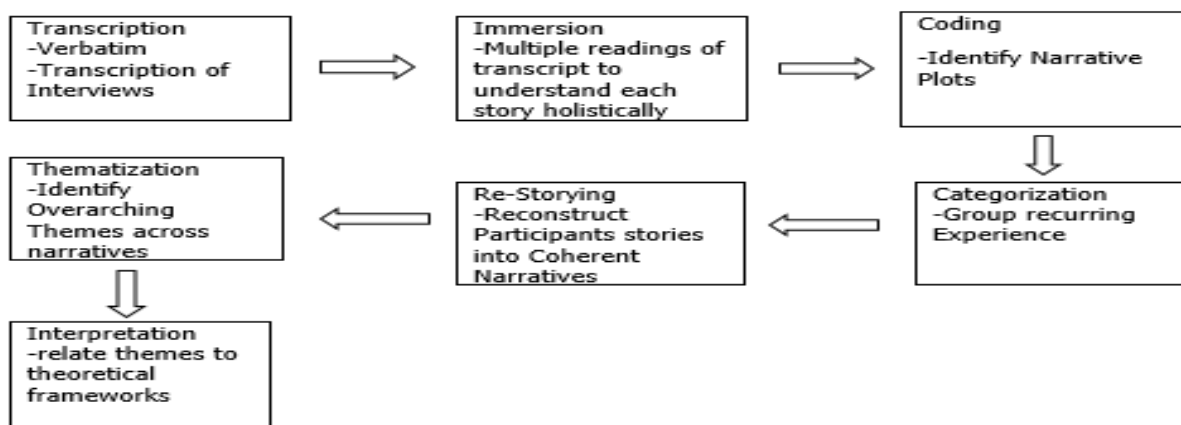 Transcription
-Verbatim
-Transcription of
Interviews
Immersion
-Multiple readings of
transcript to
understand each
story holistically
Coding
-Identify Narrative
Plots
Categorization
-Group recurring
Experience
Re-Storying
-Reconstruct
Participants stories
into Coherent
Narratives
Thematization
-Identify
Overarching
Themes across
narratives
Interpretation
-relate themes to
theoretical
frameworks